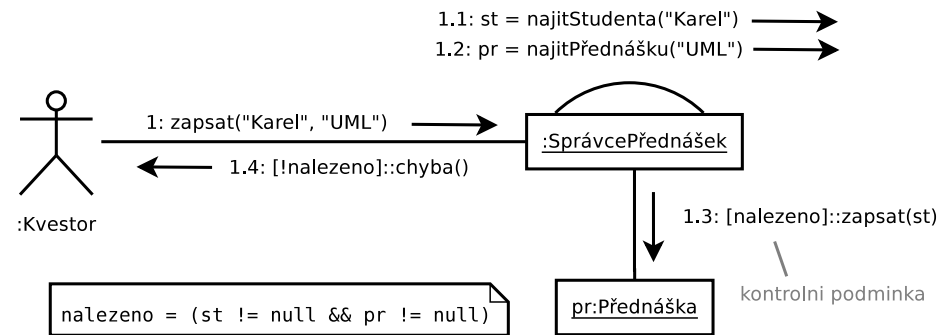 1.1: st = najitStudenta("Karel")
1.2: pr = najitPřednášku("UML")
1: zapsat("Karel", "UML")
:SprávcePřednášek
1.4: [!nalezeno]::chyba()
:Kvestor
1.3: [nalezeno]::zapsat(st)
kontrolni podminka
pr:Přednáška
nalezeno = (st != null && pr != null)